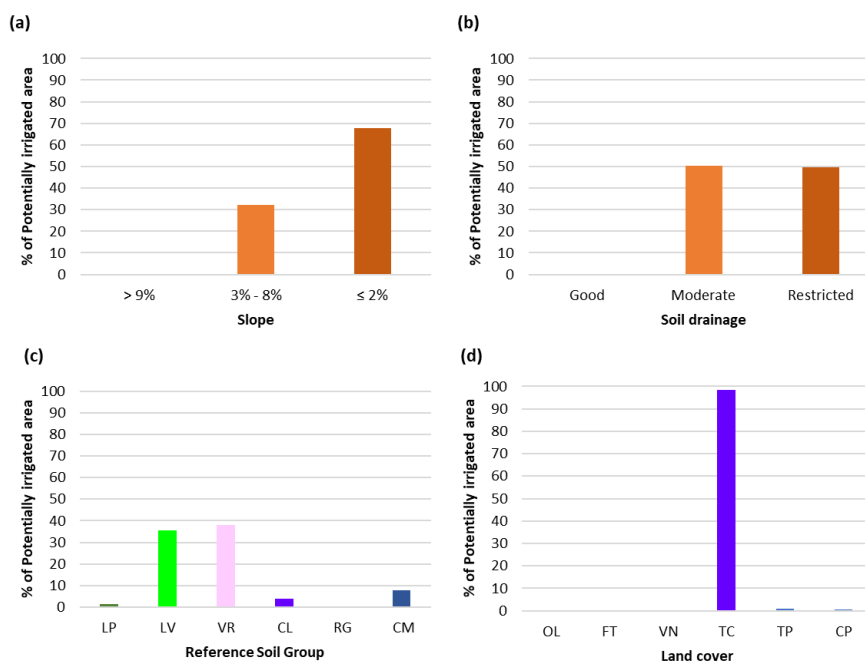 (a)
% of Potentially irrigated area
100
90
80
70
60
50
40
30
20
10
0
> 9% 3% - 8% ≤ 2%
Slope
(b)
% of Potentially irrigated area
100
90
80
70
60
50
40
30
20
10
0
Good Moderate Restricted
Soil drainage
(c)
% of Potentially irrigated area
100
90
80
70
60
50
40
30
20
10
0
LP LV VR CL RG CM
Reference Soil Group
(d)
% of Potentially irrigated area
100
90
80
70
60
50
40
30
20
10
0
OL FT VN TC TP CP
Land cover